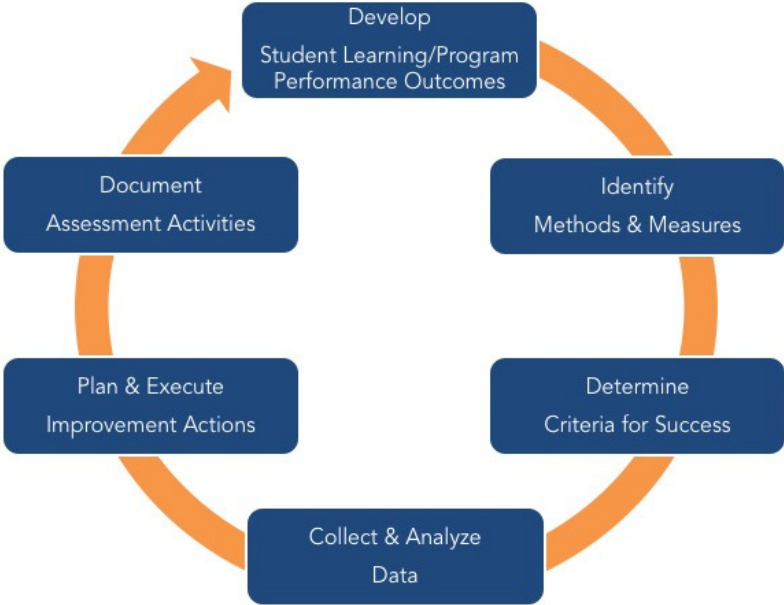 Develop
Student Learning/Program
Performance Outcomes
Identify
Methods & Measures
Determine
Criteria for Success
Collect & Analyze
Data
Plan & Execute
Improvement Actions
Document
Assessment Activities